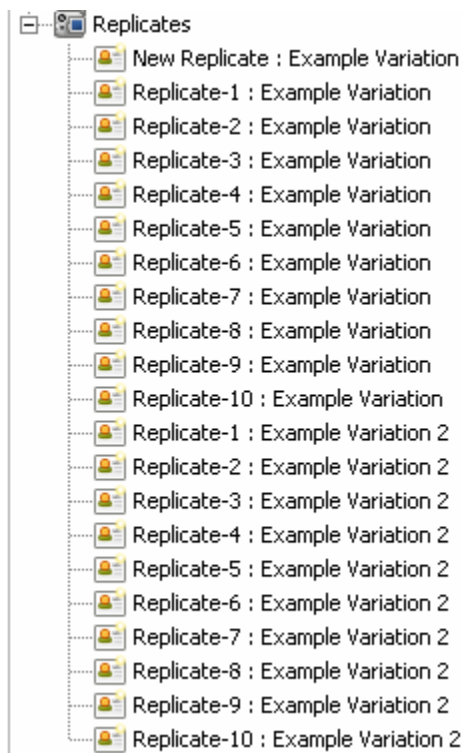 Replicates
New Replicate : Example Variation
Replicate-1 : Example Variation
Replicate-2 : Example Variation
Replicate-3 : Example Variation
Replicate-4 : Example Variation
Replicate-5 : Example Variation
Replicate-6 : Example Variation
Replicate-7 : Example Variation
Replicate-8 : Example Variation
Replicate-9 : Example Variation
Replicate-10 : Example Variation
Replicate-1 : Example Variation 2
Replicate-2 : Example Variation 2
Replicate-3 : Example Variation 2
Replicate-4 : Example Variation 2
Replicate-5 : Example Variation 2
Replicate-6 : Example Variation 2
Replicate-7 : Example Variation 2
Replicate-8 : Example Variation 2
Replicate-9 : Example Variation 2
Replicate-10 : Example Variation 2